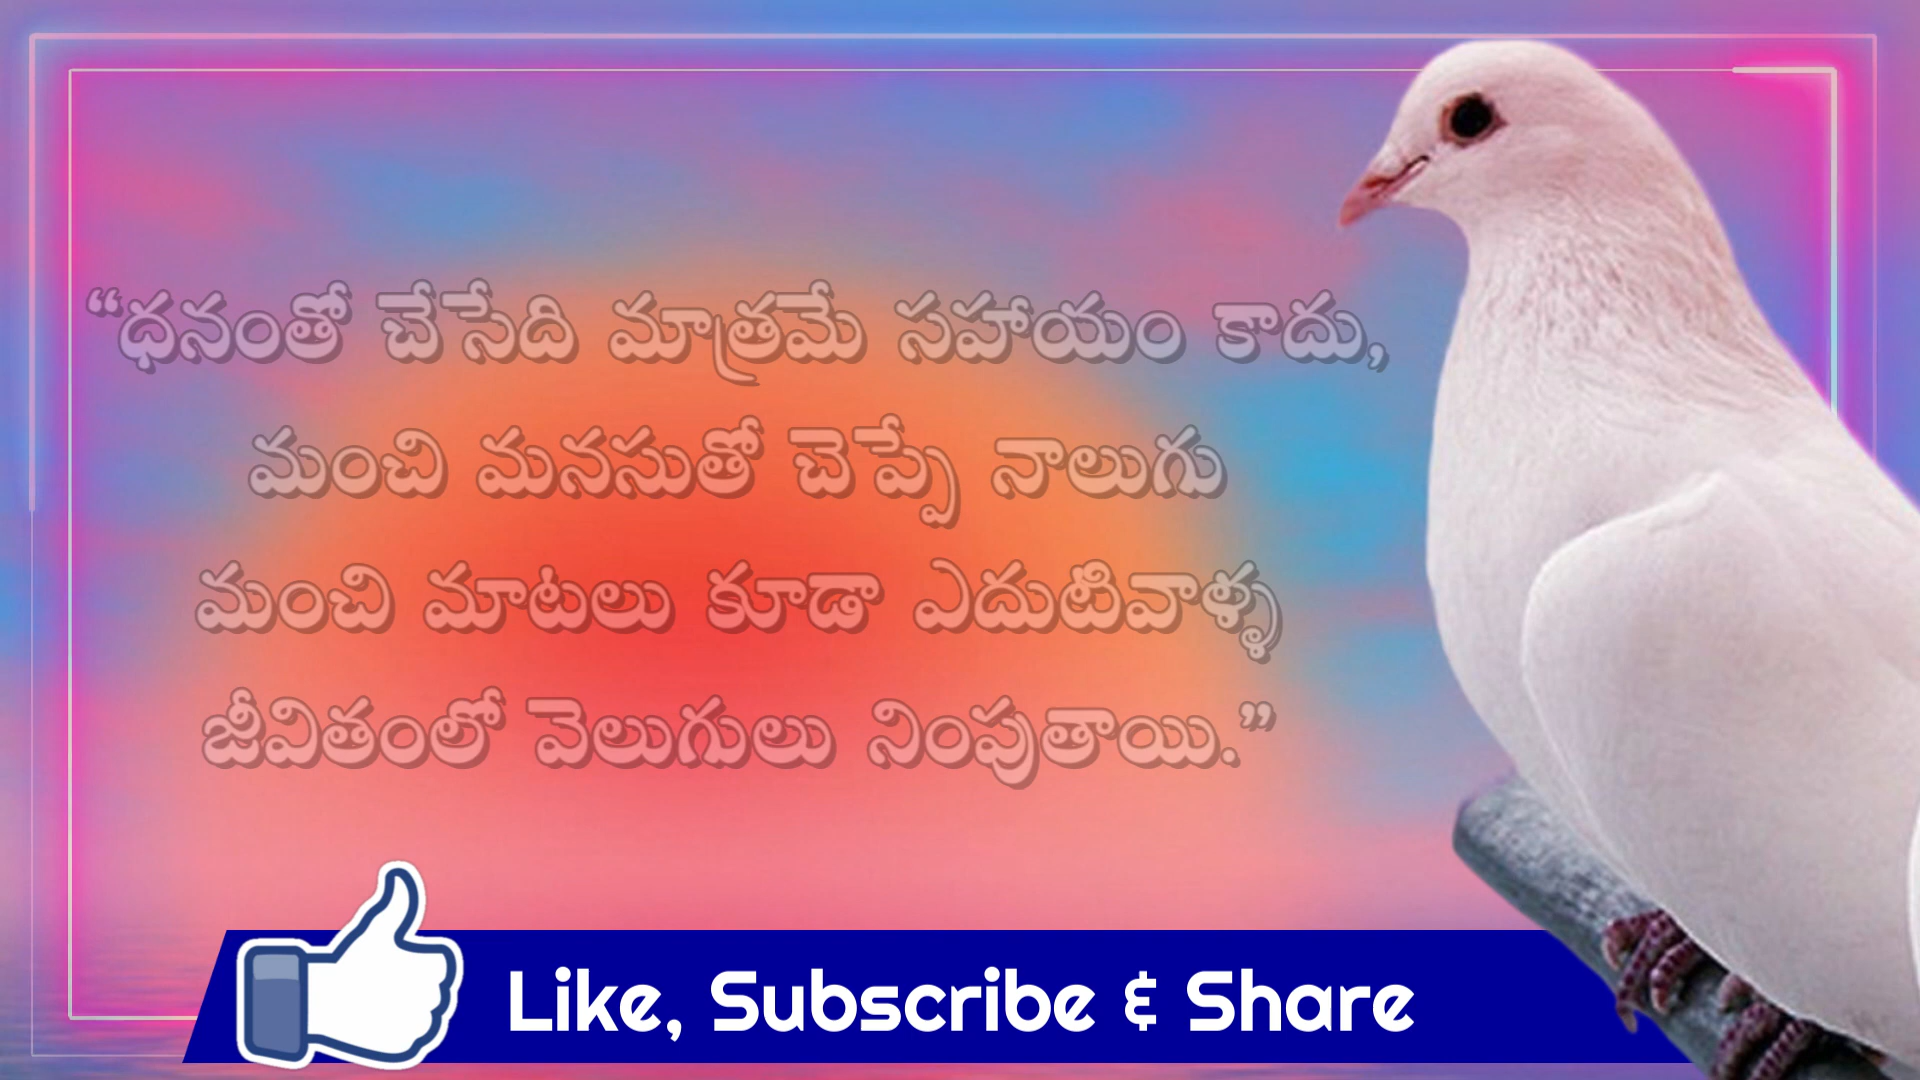 “ధనంతో చేసేది మాత్రమే సహాయం కాదు,
మంచి మనసుతో చెప్పే నాలుగు
మంచి మాటలు కూడా ఎదుటివాళ్ళ
జీవితంలో వెలుగులు నింపుతాయి.”
Like, Subscribe & Share